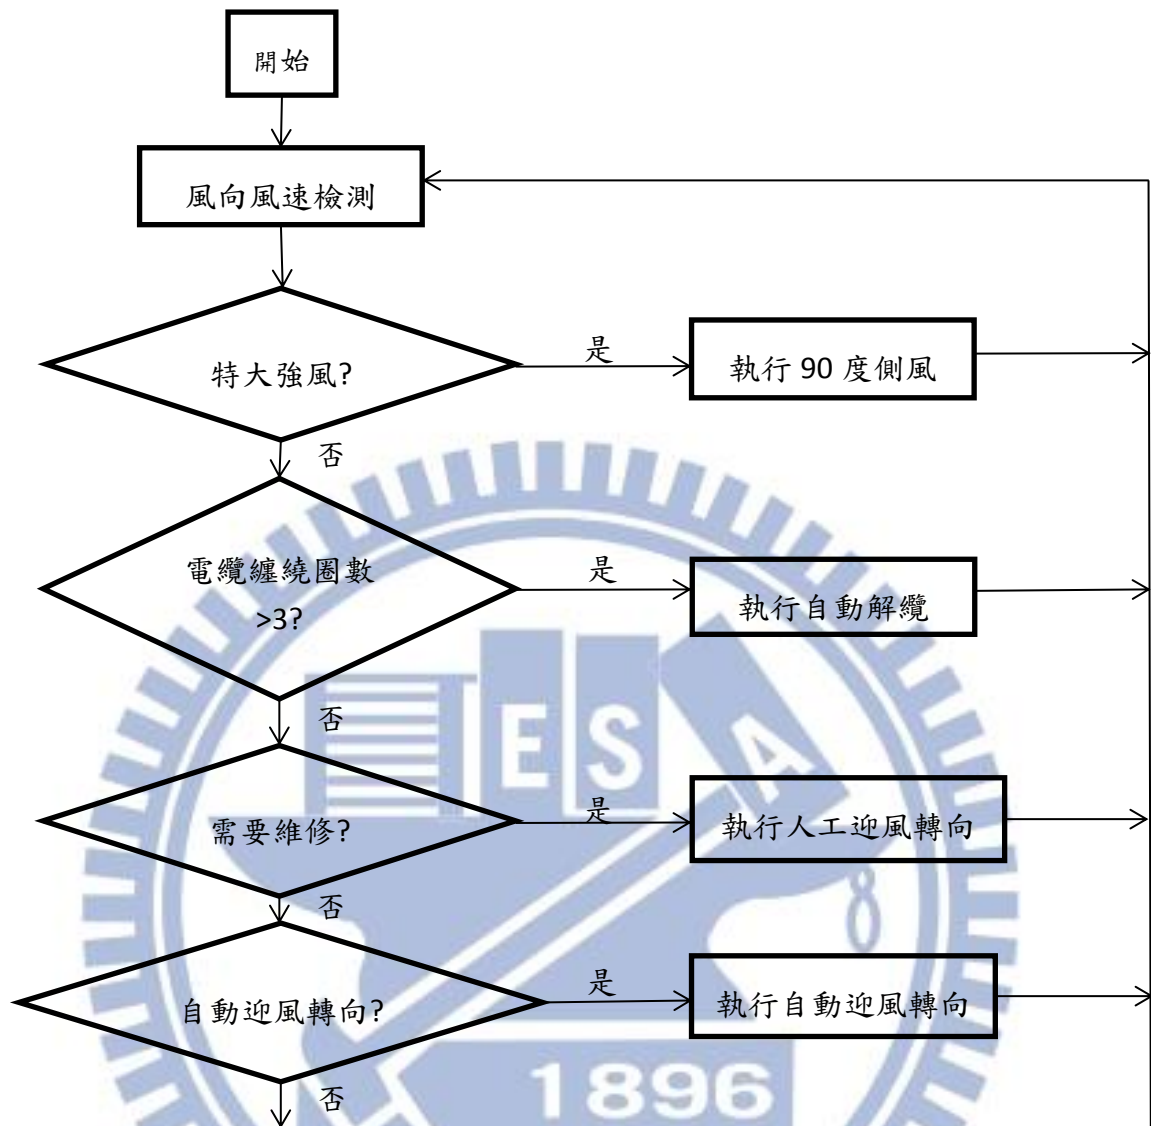 開始
風向風速檢測
特大強風?
是
執行 90 度側風
否
電纜纏繞圈數
>3?
是
執行自動解纜
否
需要維修?
是
執行人工迎風轉向
否
自動迎風轉向?
是
執行自動迎風轉向
否
E S A
1896